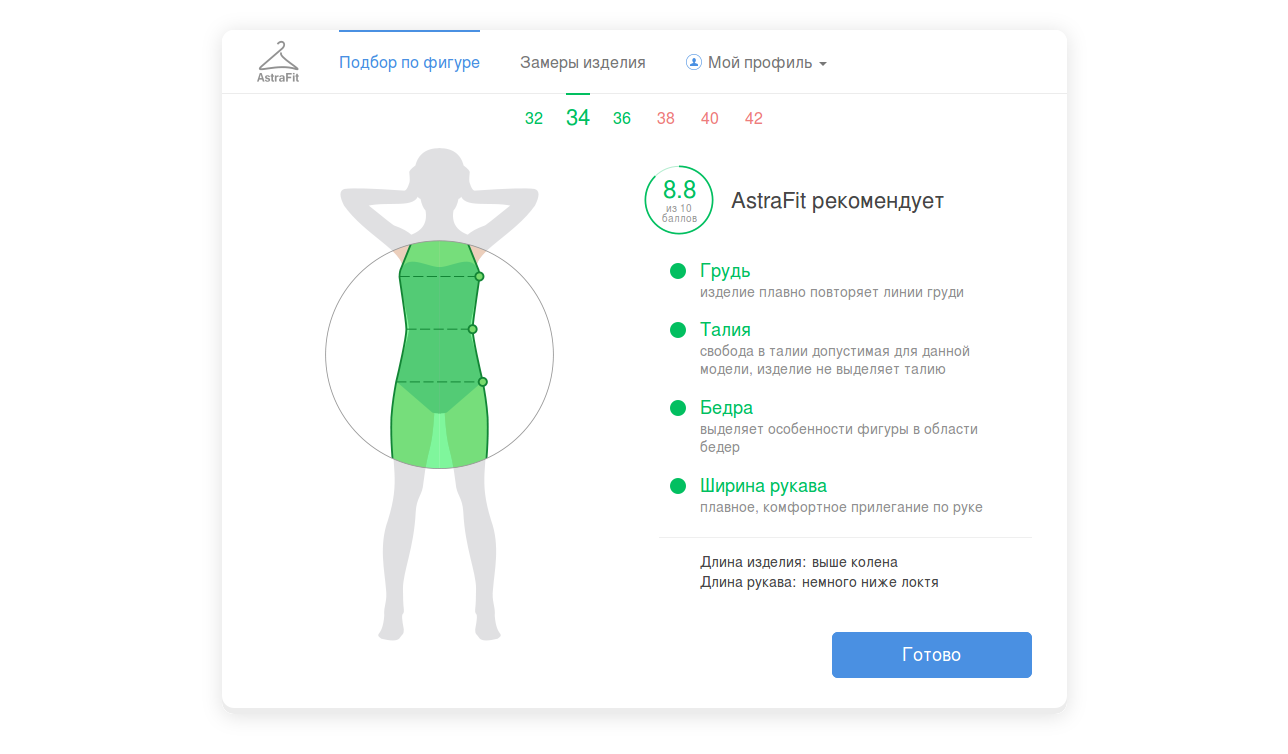 AstraFit
Подбор по фигуре
Замеры изделия
Мой профиль
32 34 36 38 40 42
8.8
из 10
баллов
AstraFit рекомендует
Грудь
изделие плавно повторяет линии груди
Талия
свобода в талии допустимая для данной
модели, изделие не выделяет талию
Бедра
выделяет особенности фигуры в области
бедер
Ширина рукава
плавное, комфортное прилегание по руке
Длина изделия: выше колена
Длина рукава: немного ниже локтя
Готово